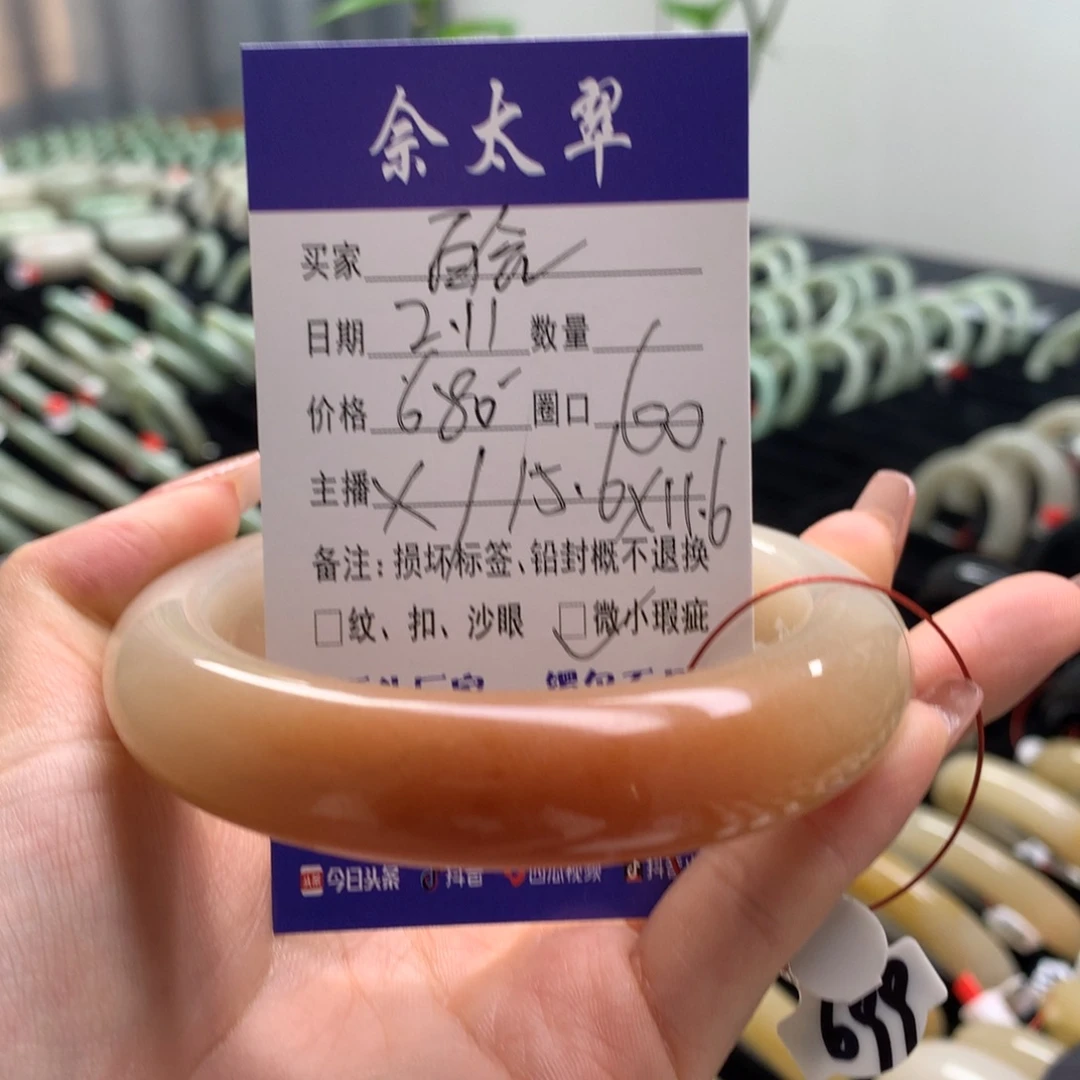 佘太翠
买家 百合
日期 2.11 数量
价格 680 圈口 60
主播 X 15.6X11.6
备注:损坏标签、铅封概不退换
□纹、扣、沙眼 □微小瑕疵
今日头条 抖音 西瓜视频 抖音
699